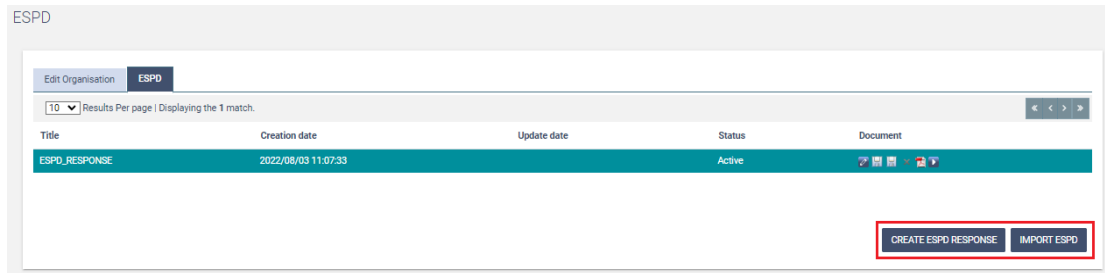 ESPD
Edit Organisation ESPD
10 Results Per page | Displaying the 1 match.
« < > »
Title Creation date Update date Status Document
ESPD_RESPONSE 2022/08/03 11:07:33 Active
CREATE ESPD RESPONSE IMPORT ESPD